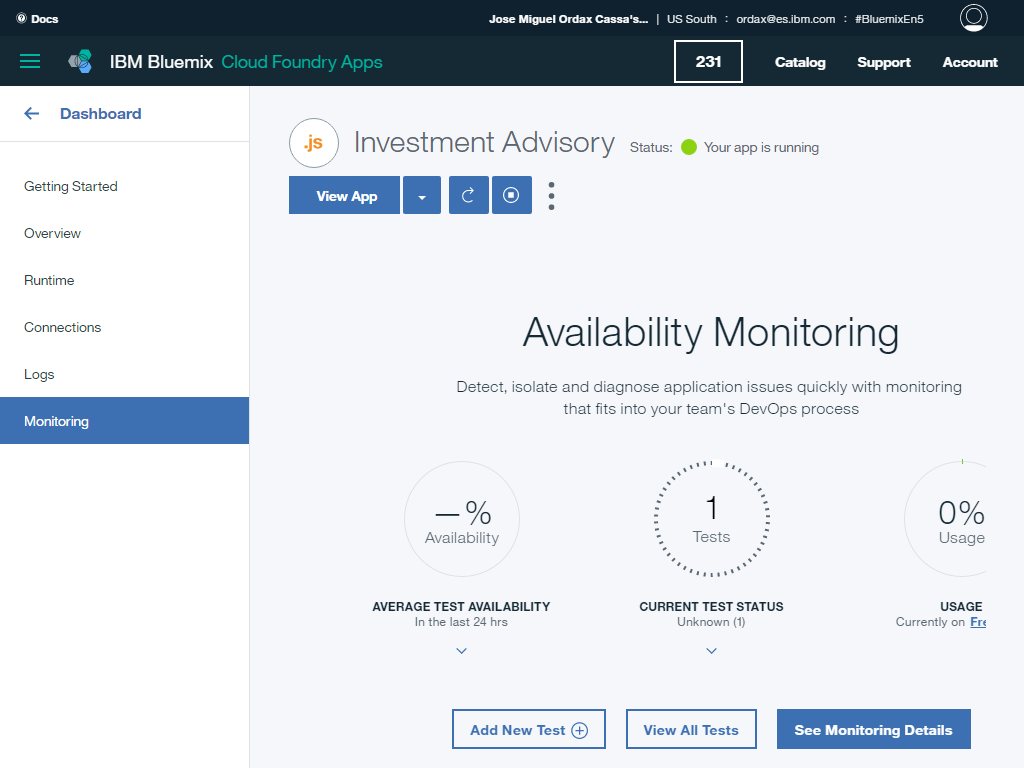 Docs
Jose Miguel Ordax Cassa's... | US South : ordax@es.ibm.com : #BluemixEn5
IBM Bluemix Cloud Foundry Apps
231
Catalog
Support
Account
Dashboard
Getting Started
Overview
Runtime
Connections
Logs
Monitoring
.js
Investment Advisory
Status: Your app is running
View App
Availability Monitoring
Detect, isolate and diagnose application issues quickly with monitoring
that fits into your team's DevOps process
—%
Availability
AVERAGE TEST AVAILABILITY
In the last 24 hrs
1
Tests
CURRENT TEST STATUS
Unknown (1)
0%
Usage
USAGE
Currently on Fre
Add New Test
View All Tests
See Monitoring Details